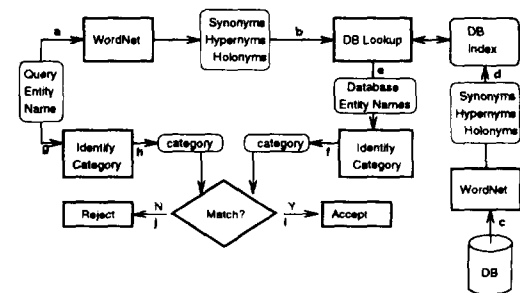 a
WordNet
Synonyms
Hypernyms
Holonyms
b
DB Lookup
DB
Index
Query
Entity
Name
e
d
Database
Entity Names
Synonyms
Hypernyms
Holonyms
g
Identify
Category
h
category
category
f
Identify
Category
WordNet
Reject
N
j
Match?
Y
i
Accept
c
DB